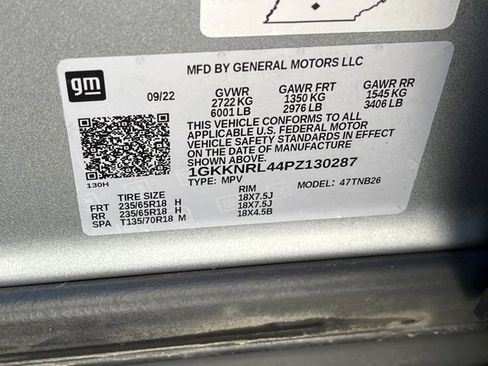 gm
MFD BY GENERAL MOTORS LLC
09/22 GVWR GAWR FRT GAWR RR
2722 KG 1350 KG 1545 KG
6001 LB 2976 LB 3406 LB
THIS VEHICLE CONFORMS TO ALL
APPLICABLE U.S. FEDERAL MOTOR
VEHICLE SAFETY STANDARDS IN EFFECT
ON THE DATE OF MANUFACTURE
SHOWN ABOVE.
1GKKNRL44PZ130287
130H TYPE: MPV MODEL: 47TNB26
TIRE SIZE RIM
FRT 235/65R18 H 18X7.5J
RR 235/65R18 H 18X7.5J
SPA T135/70R18 M 18X4.5B